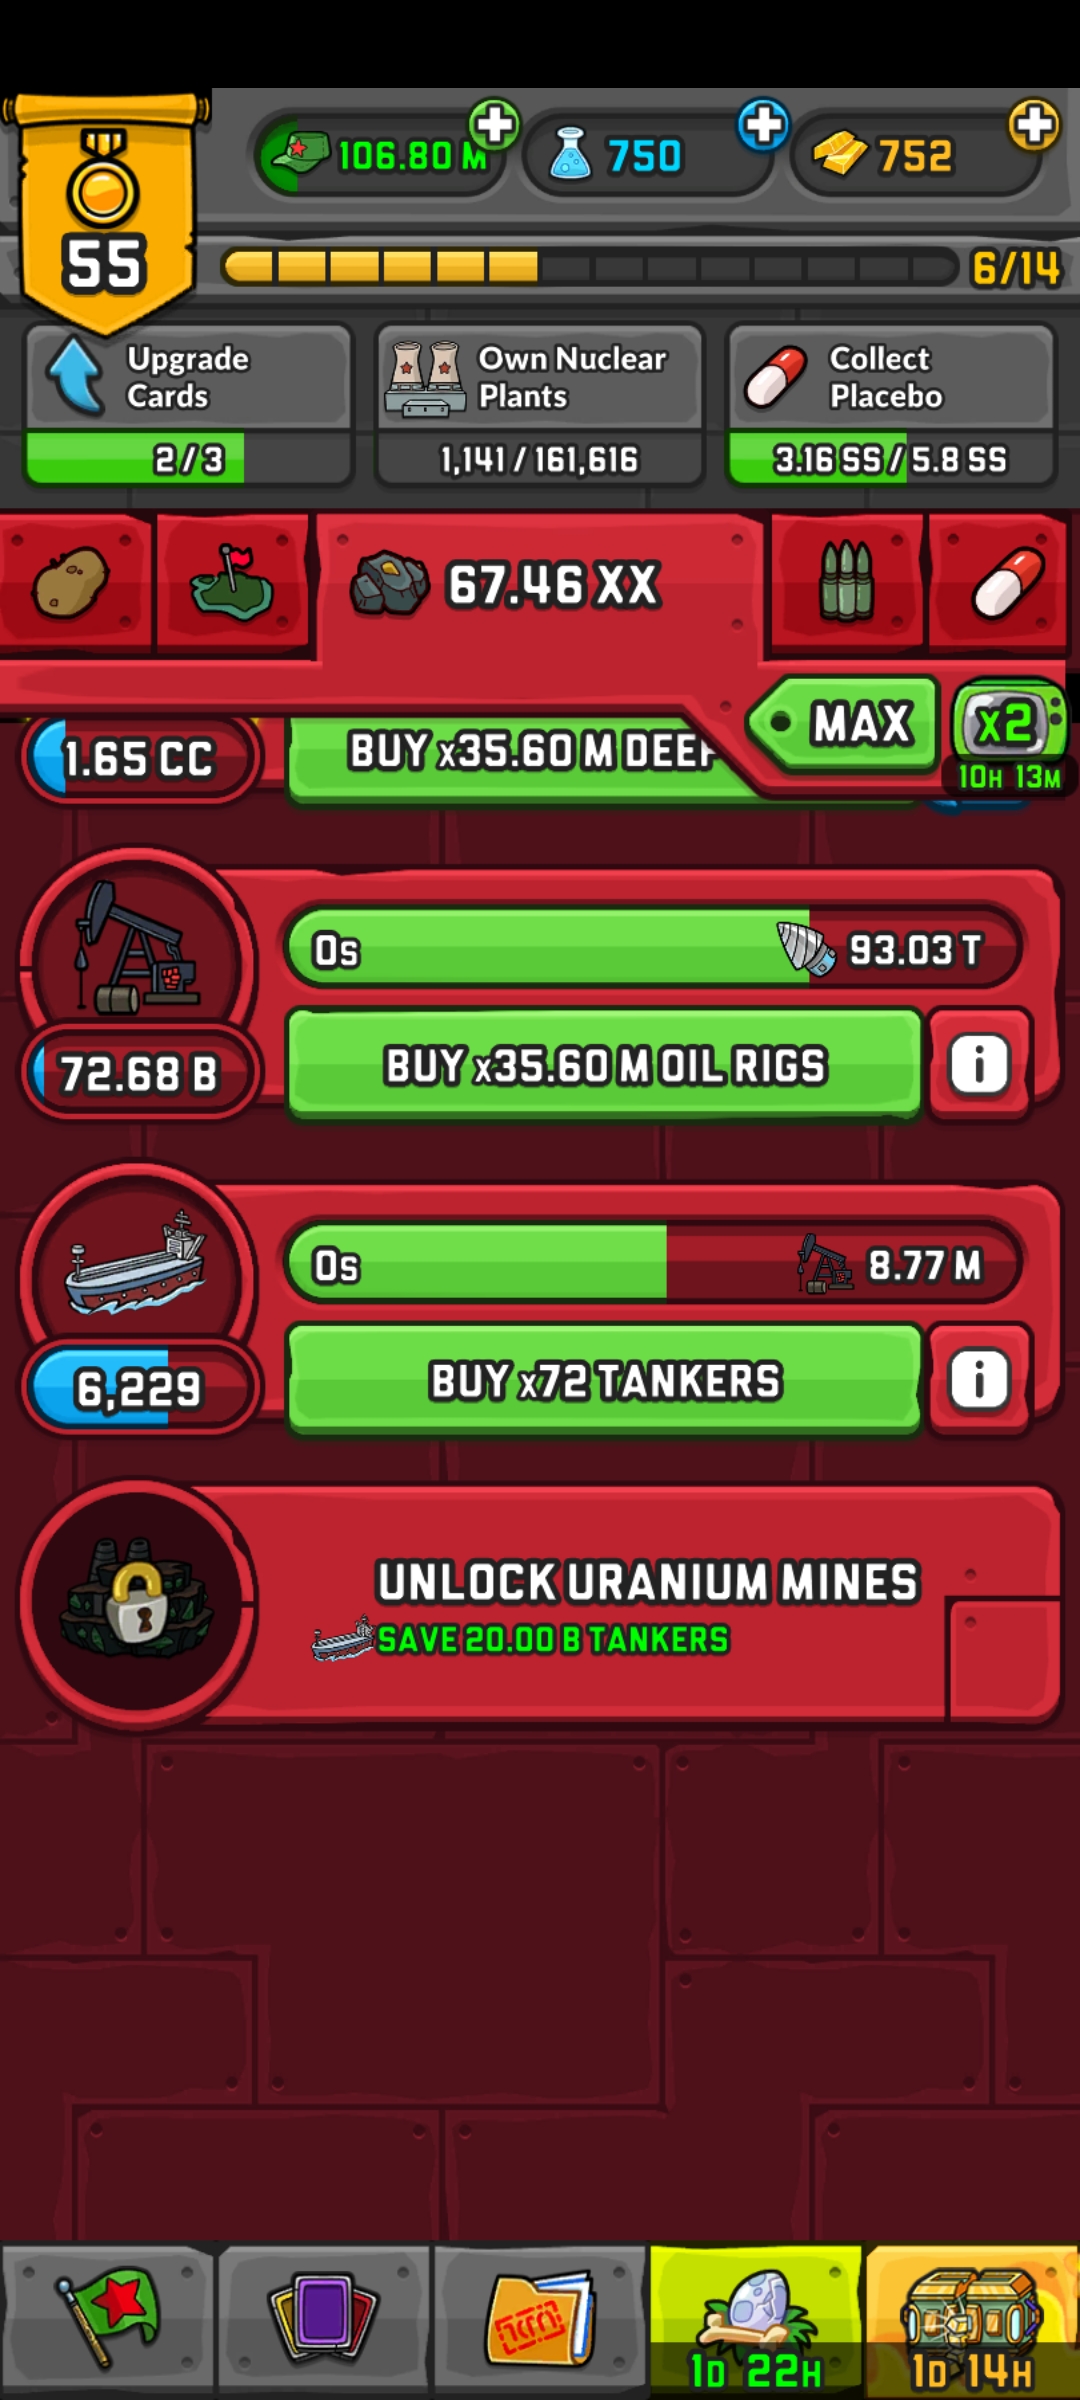 106.80 M
750
752
55
6/14
Upgrade
Cards
2/3
Own Nuclear
Plants
1,141/161,616
Collect
Placebo
3.16 SS/5.8 SS
67.46 XX
MAX
x2
10H 13M
1.65 CC
BUY x35.60 M DEEP
0s
93.03 T
72.68 B
BUY x35.60 M OIL RIGS
i
0s
8.77 M
6,229
BUY x72 TANKERS
i
UNLOCK URANIUM MINES
SAVE 20.00 B TANKERS
1D 22H
1D 14H